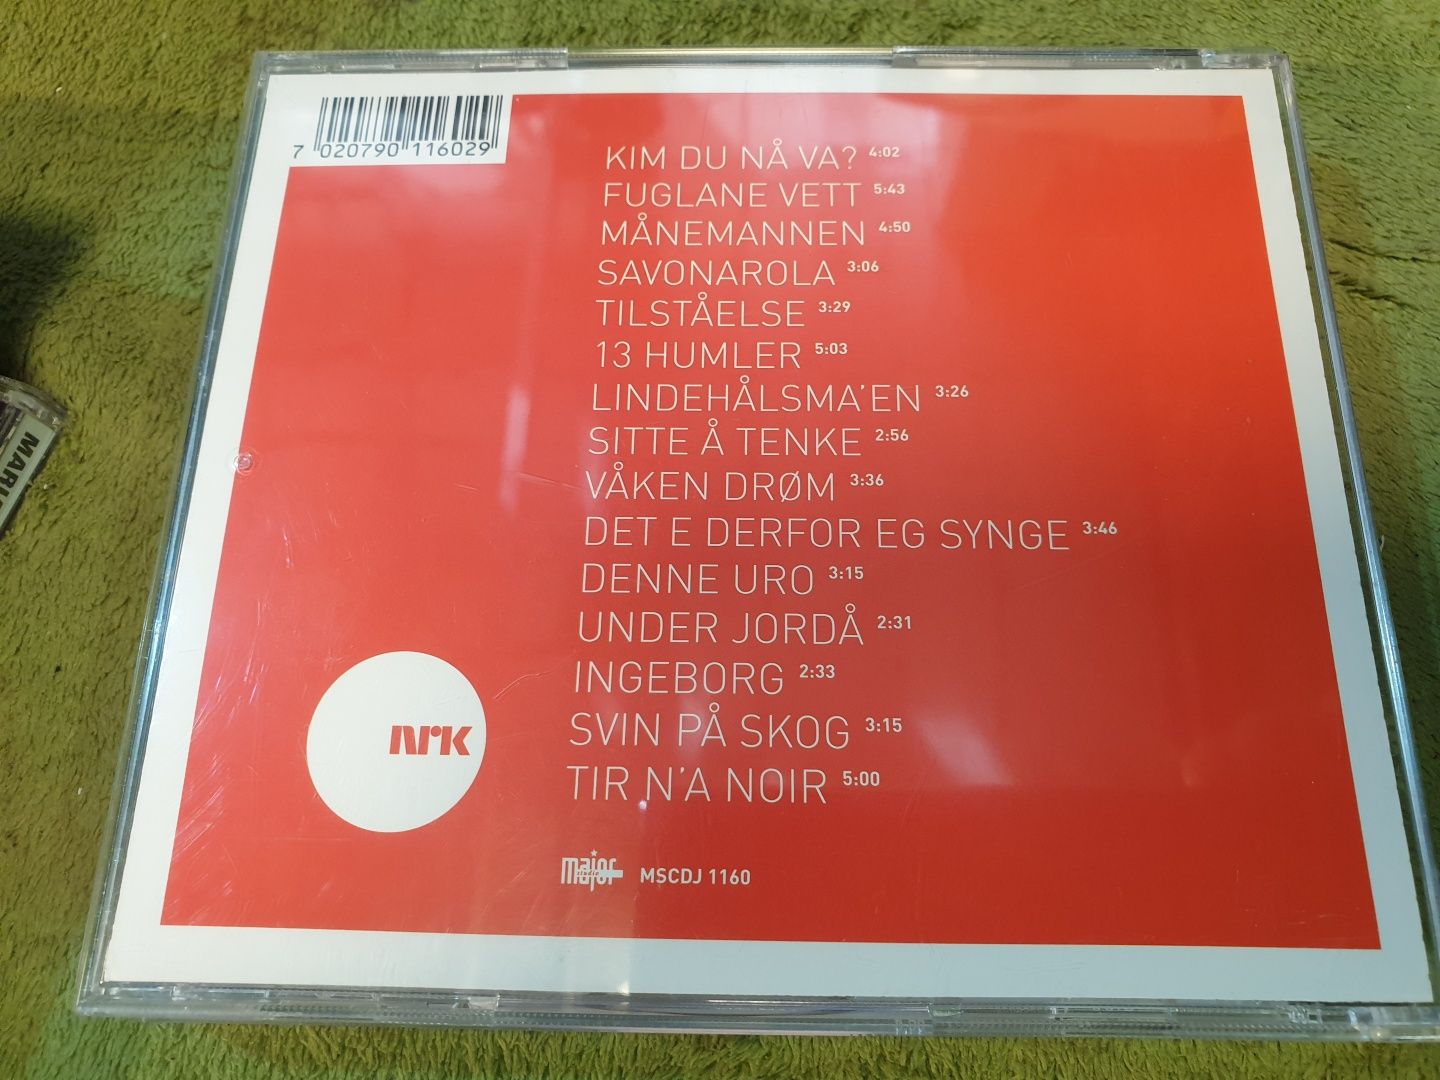 7 020790 116029
KIM DU NÅ VA? 4:02
FUGLANE VETT 5:43
MÅNEMANNEN 4:50
SAVONAROLA 3:06
TILSTÅELSE 3:29
13 HUMLER 5:03
LINDEHÅLSMA'EN 3:26
SITTE Å TENKE 2:56
VÅKEN DRØM 3:36
DET E DERFOR EG SYNGE 3:46
DENNE URO 3:15
UNDER JORDÅ 2:31
INGEBORG 2:33
SVIN PÅ SKOG 3:15
TIR N'A NOIR 5:00
NRK
major studio MSCDJ 1160